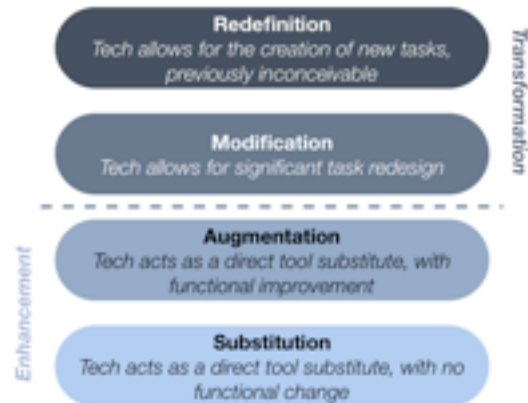 Redefinition
Tech allows for the creation of new tasks,
previously inconceivable
Transformation
Modification
Tech allows for significant task redesign
Enhancement
Augmentation
Tech acts as a direct tool substitute, with
functional improvement
Substitution
Tech acts as a direct tool substitute, with no
functional change